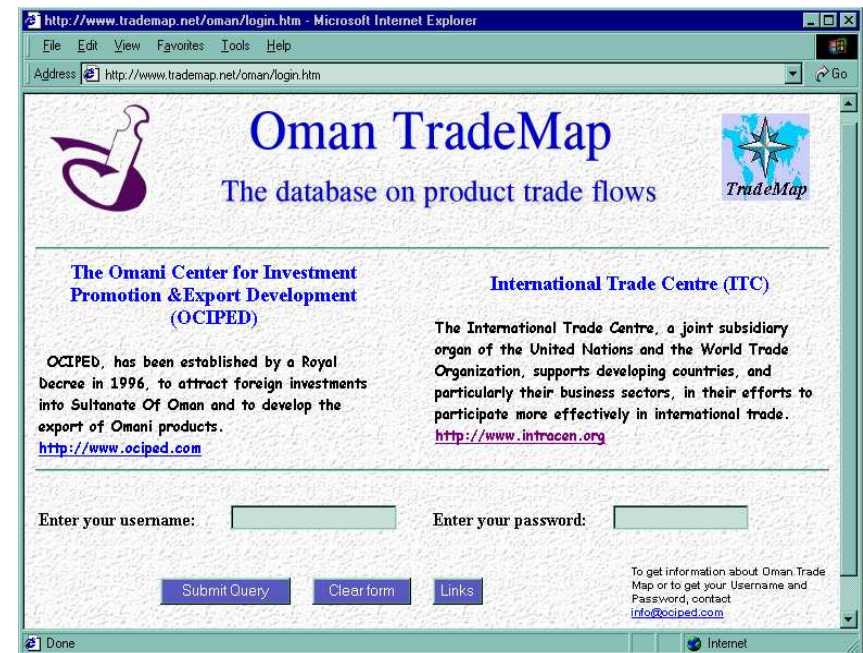 http://www.trademap.net/oman/login.htm - Microsoft Internet Explorer
File Edit View Favorites Tools Help
Address http://www.trademap.net/oman/login.htm Go
Oman TradeMap
The database on product trade flows
TradeMap
The Omani Center for Investment
Promotion &Export Development
(OCIPED)
OCIPED, has been established by a Royal
Decree in 1996, to attract foreign investments
into Sultanate Of Oman and to develop the
export of Omani products.
http://www.ociped.com
International Trade Centre (ITC)
The International Trade Centre, a joint subsidiary
organ of the United Nations and the World Trade
Organization, supports developing countries, and
particularly their business sectors, in their efforts to
participate more effectively in international trade.
http://www.intracen.org
Enter your username: Enter your password:
Submit Query Clear form Links
To get information about Oman Trade
Map or to get your Username and
Password, contact
info@ociped.com
Done Internet